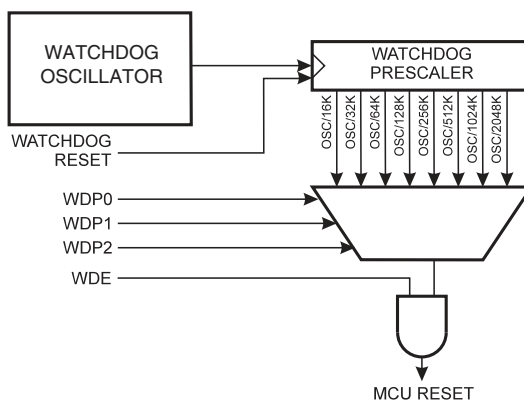 WATCHDOG
OSCILLATOR
WATCHDOG
PRESCALER
WATCHDOG
RESET
OSC/16K
OSC/32K
OSC/64K
OSC/128K
OSC/256K
OSC/512K
OSC/1024K
OSC/2048K
WDP0
WDP1
WDP2
WDE
MCU RESET